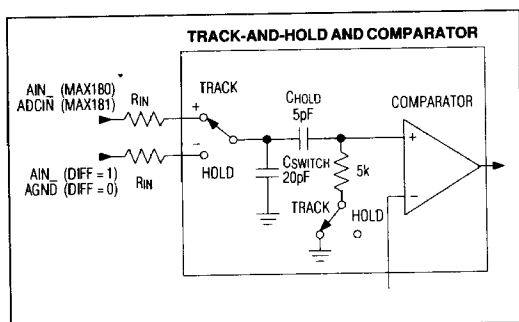 TRACK-AND-HOLD AND COMPARATOR
AIN_ (MAX180)
ADCIN (MAX181)
RIN
TRACK
+
CHOLD
5pF
COMPARATOR
+
−
AIN_ (DIFF = 1)
AGND (DIFF = 0)
RIN
−
HOLD
CSWITCH
20pF
5k
TRACK
HOLD